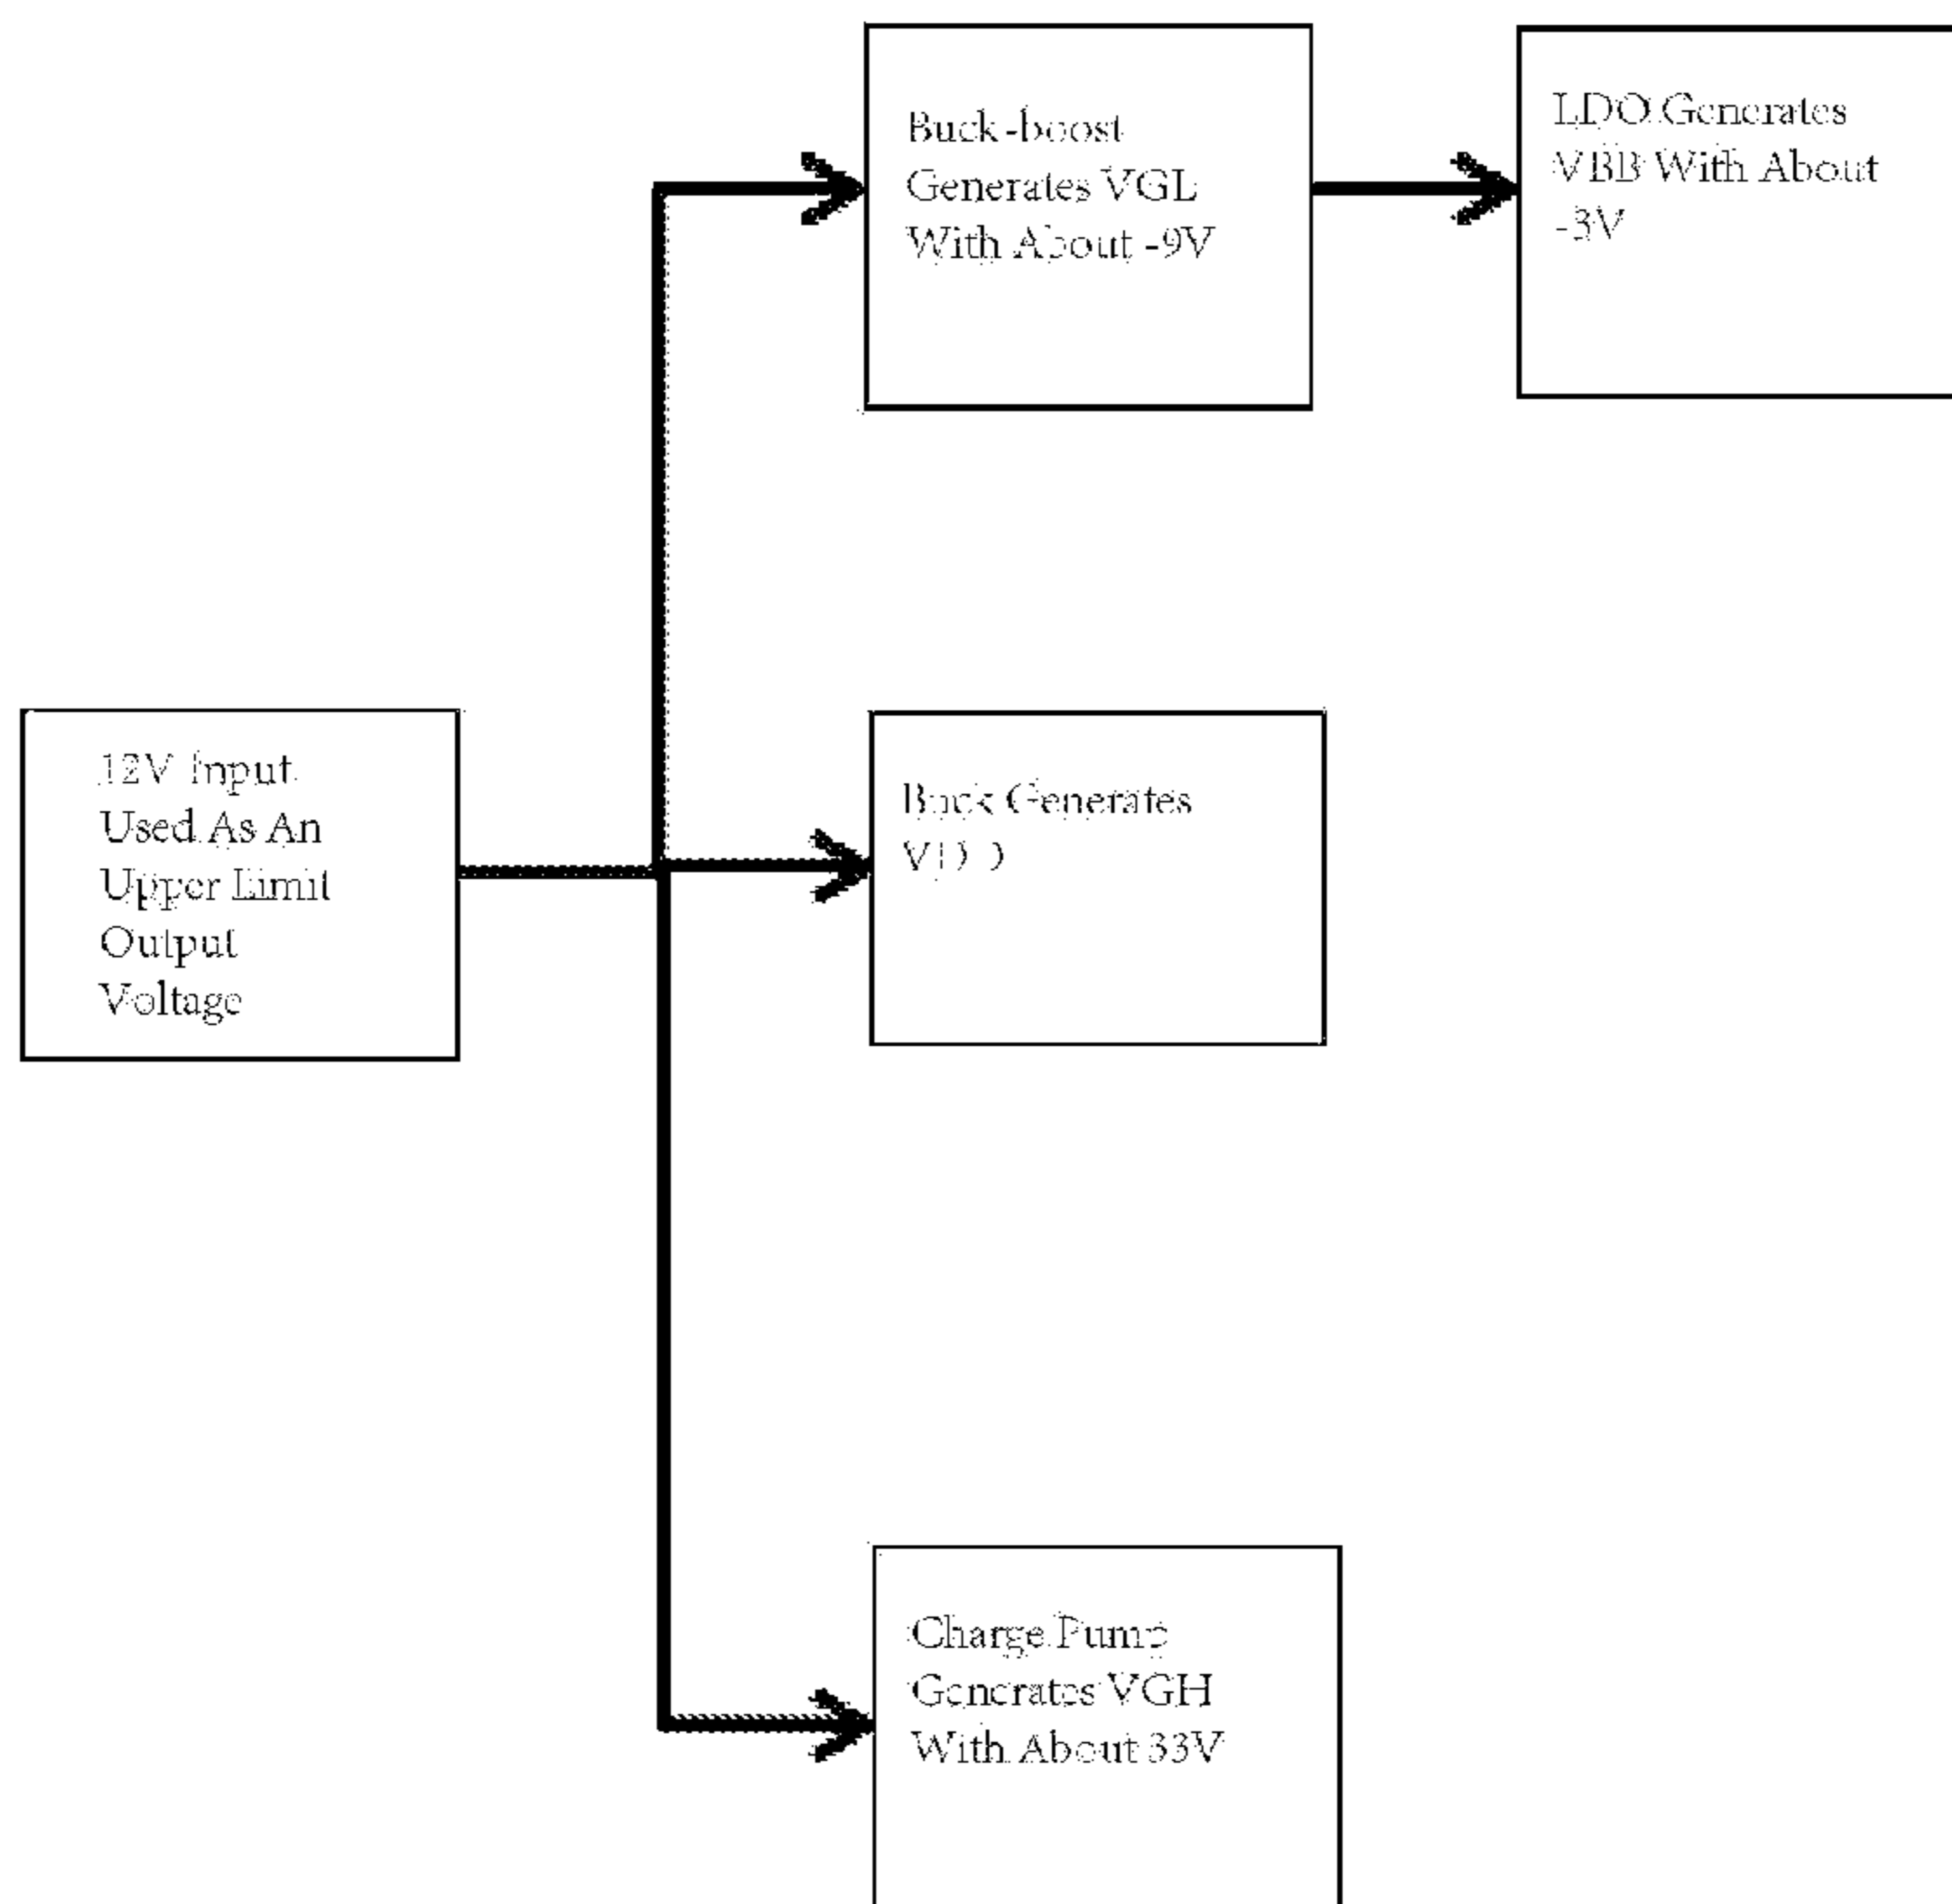 12V Input
Used As An
Upper Limit
Output
Voltage
Buck-boost
Generates VGL
With About -9V
LDO Generates
VBB With About
-3V
Buck Generates
VDD
Charge Pump
Generates VGH
With About 33V